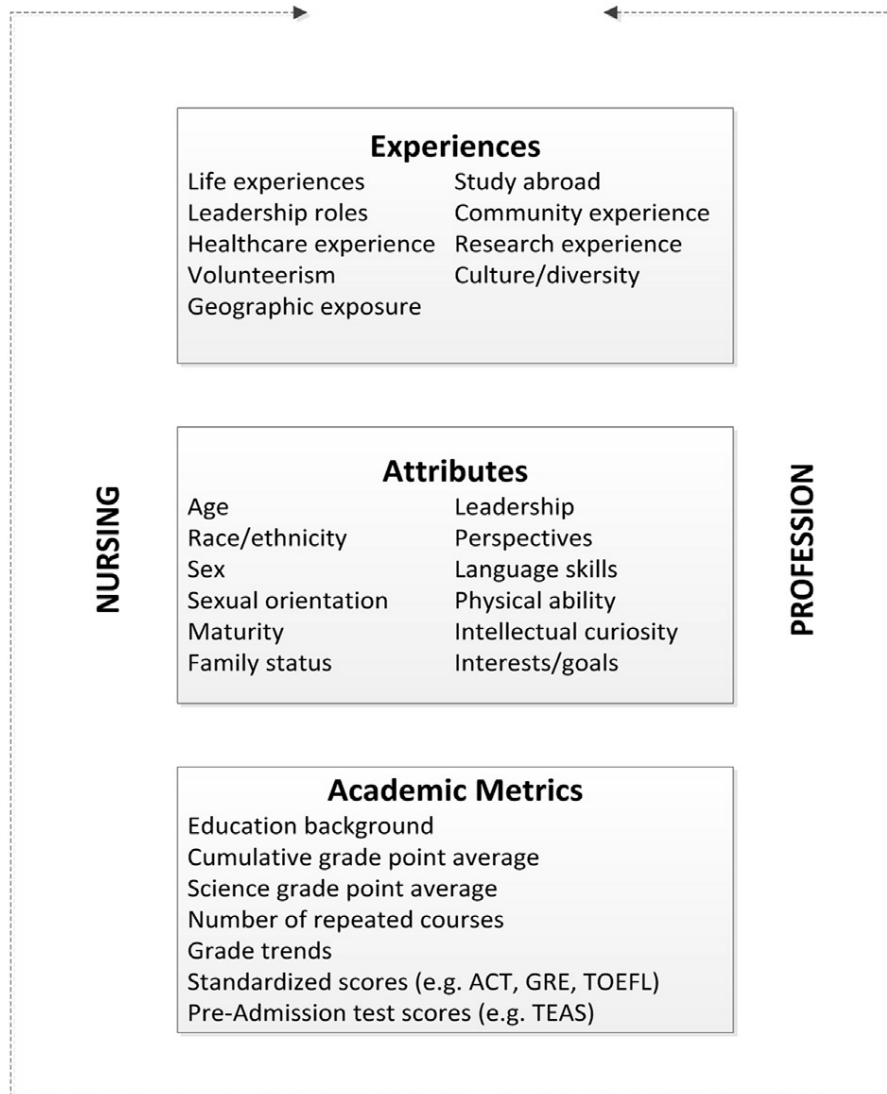 Experiences
Life experiences
Leadership roles
Healthcare experience
Volunteerism
Geographic exposure
Study abroad
Community experience
Research experience
Culture/diversity
NURSING
Attributes
Age
Race/ethnicity
Sex
Sexual orientation
Maturity
Family status
Leadership
Perspectives
Language skills
Physical ability
Intellectual curiosity
Interests/goals
PROFESSION
Academic Metrics
Education background
Cumulative grade point average
Science grade point average
Number of repeated courses
Grade trends
Standardized scores (e.g. ACT, GRE, TOEFL)
Pre-Admission test scores (e.g. TEAS)